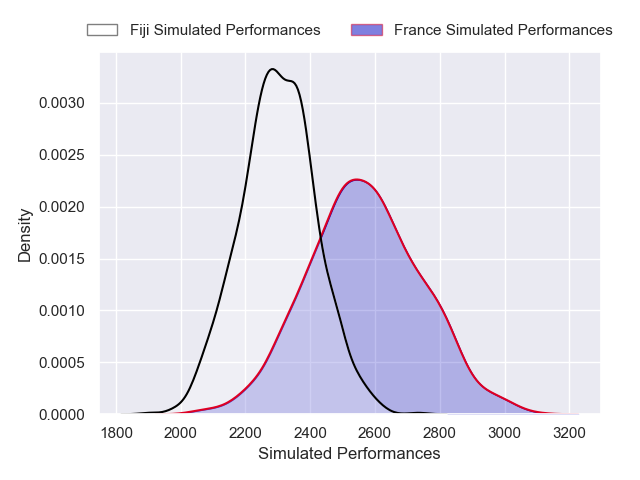 Fiji Simulated Performances France Simulated Performances
0.0030
0.0025
0.0020
0.0015
0.0010
0.0005
0.0000
Density
1800 2000 2200 2400 2600 2800 3000 3200
Simulated Performances